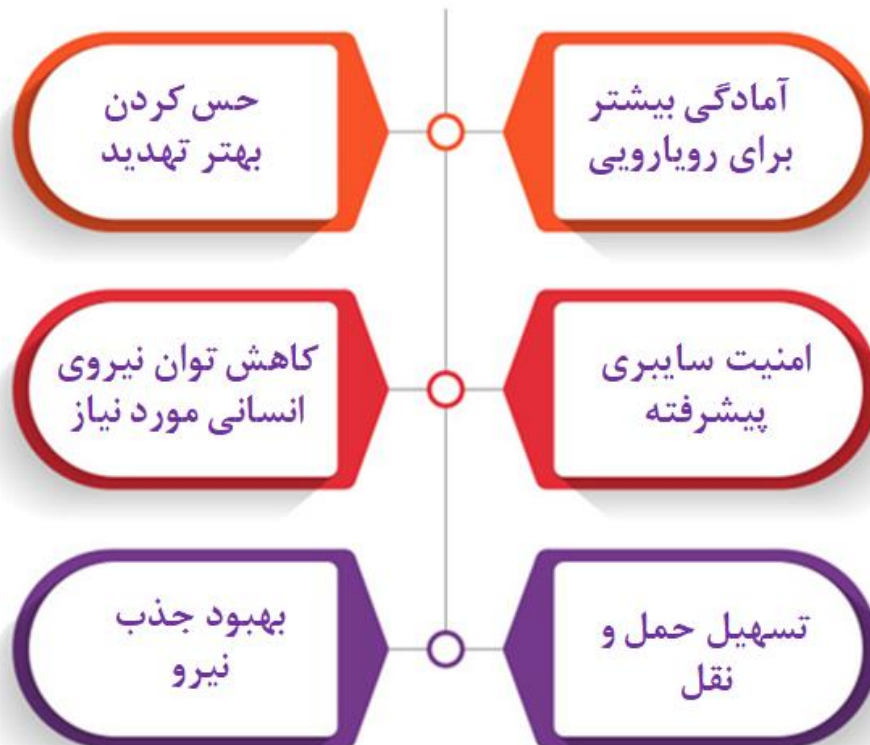 آمادگی بیشتر
برای رویارویی
حس کردن
بهتر تهدید
امنیت سایبری
پیشرفته
کاهش توان نیروی
انسانی مورد نیاز
تسهیل حمل و
نقل
بهبود جذب
نیرو